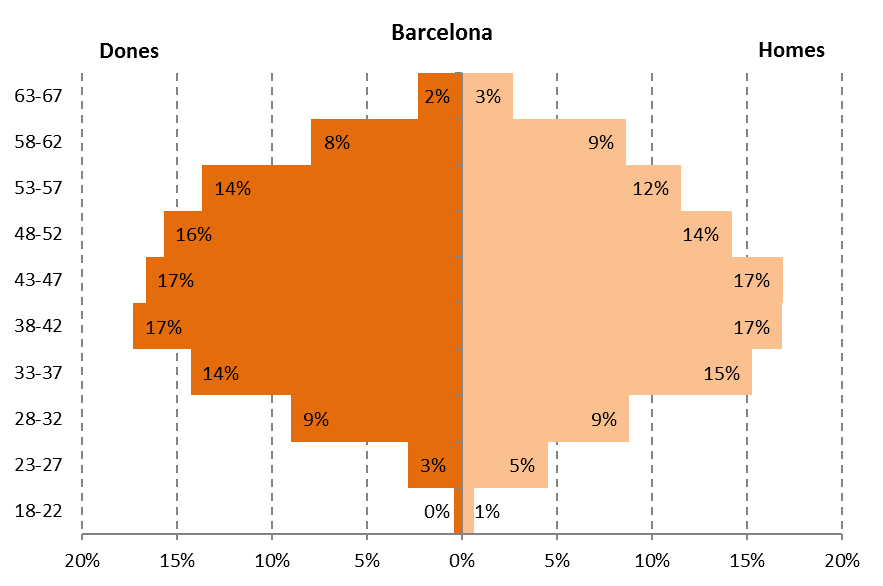 Barcelona
Dones Homes
63-67 2% 3%
58-62 8% 9%
53-57 14% 12%
48-52 16% 14%
43-47 17% 17%
38-42 17% 17%
33-37 14% 15%
28-32 9% 9%
23-27 3% 5%
18-22 0% 1%
20% 15% 10% 5% 0% 5% 10% 15% 20%